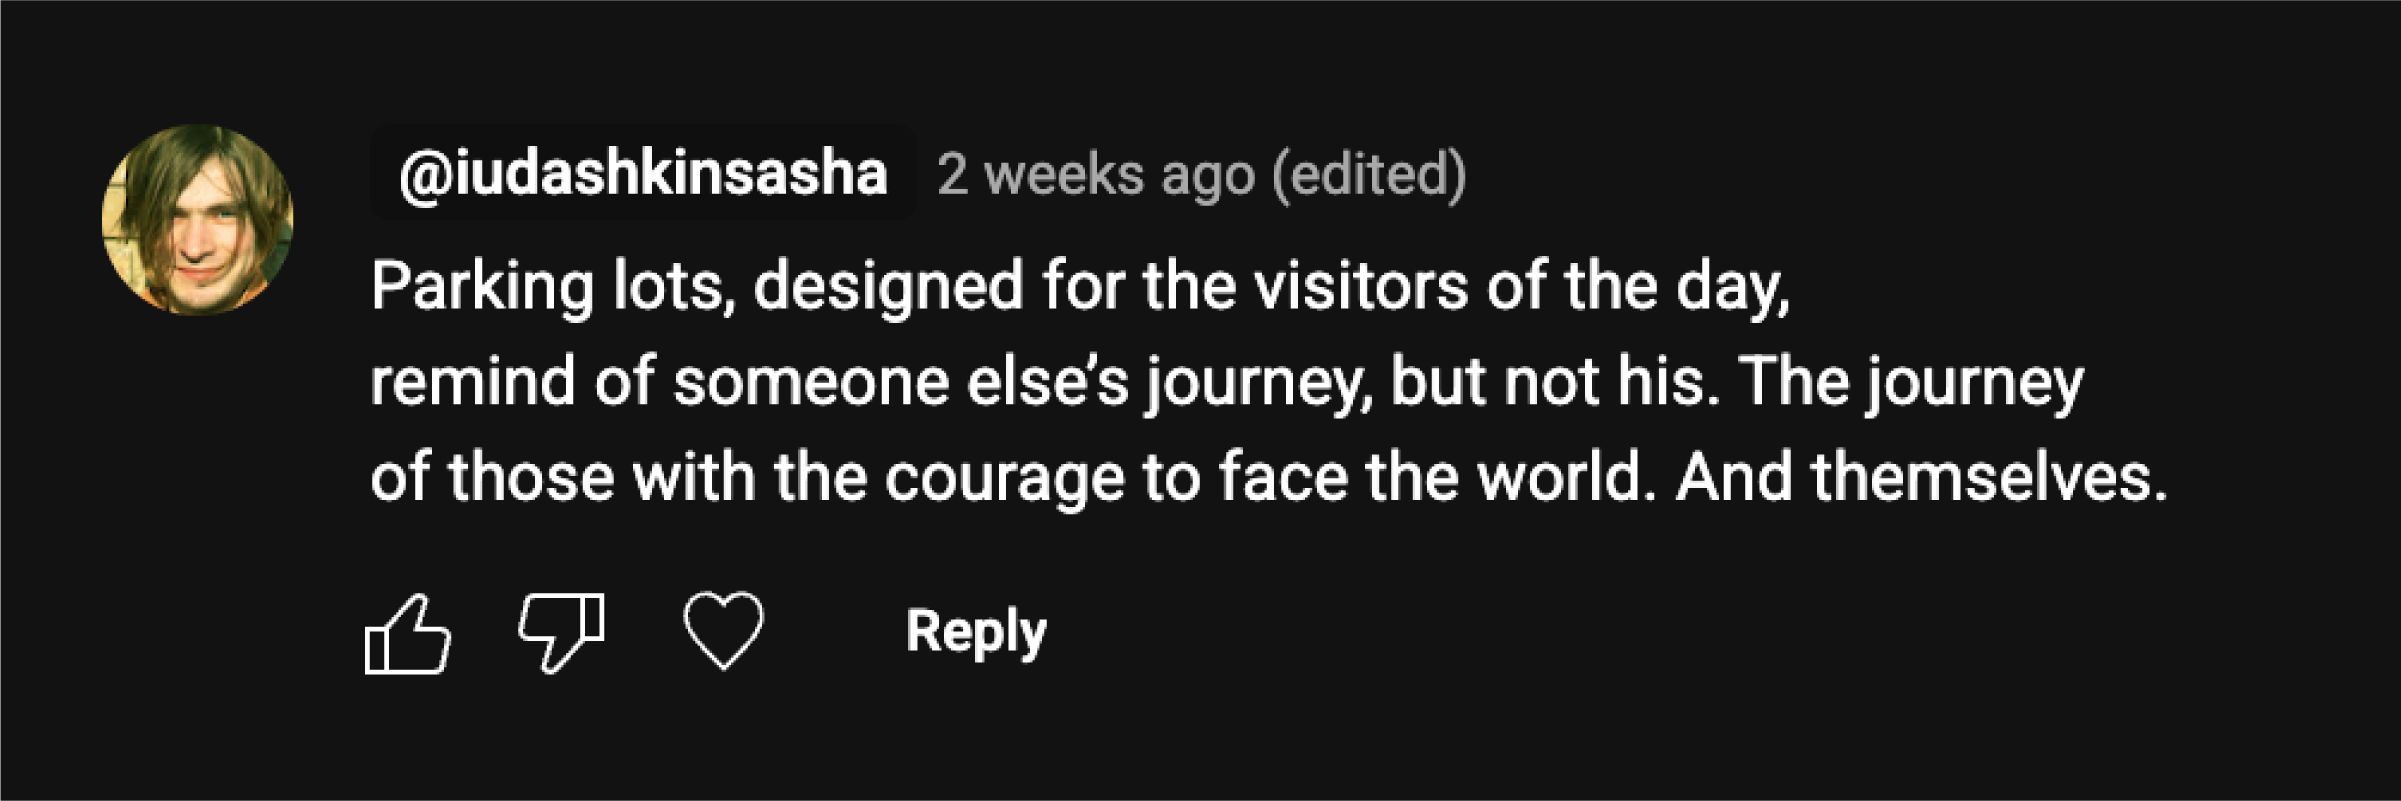 @iudashkinsasha 2 weeks ago (edited)
Parking lots, designed for the visitors of the day,
remind of someone else’s journey, but not his. The journey
of those with the courage to face the world. And themselves.
Reply